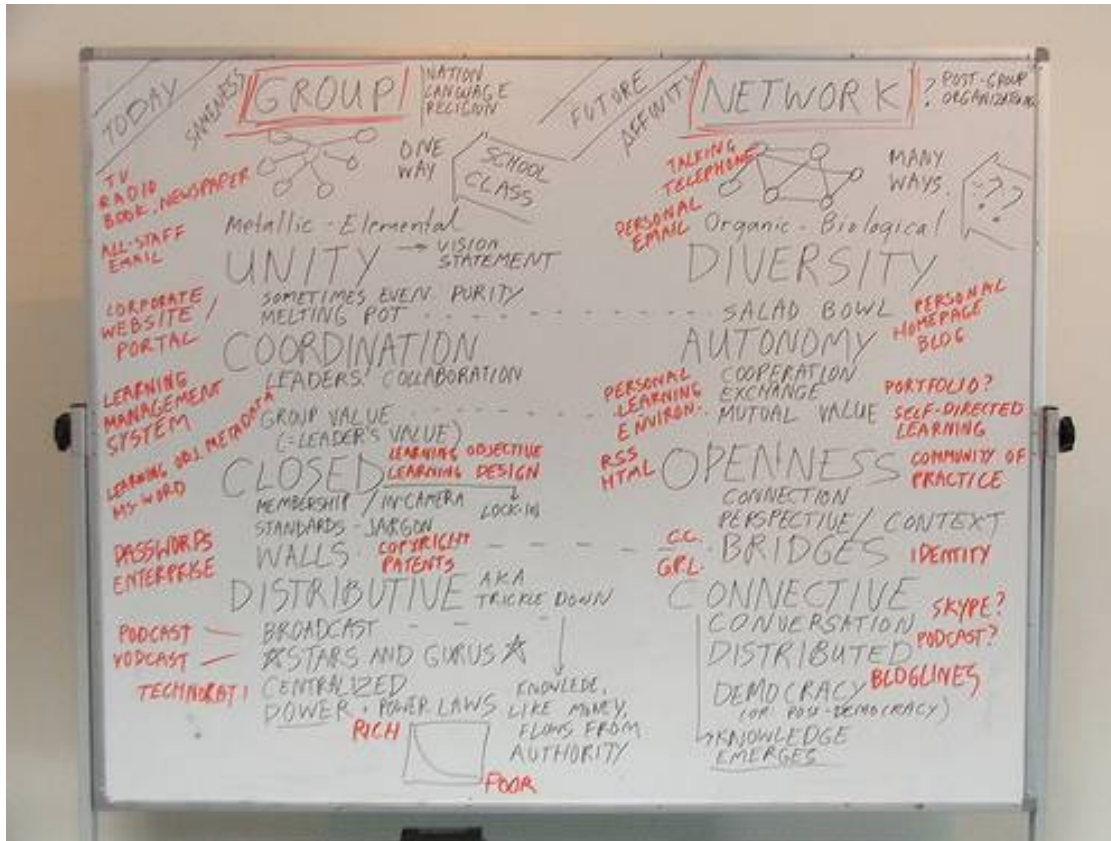 TODAY
SAMENESS
GROUP
NATION
LANGUAGE
RELIGION
ONE
WAY
SCHOOL
CLASS
TV
RADIO
BOOK, NEWSPAPER
Metallic - Elemental
ALL-STAFF
EMAIL
UNITY → VISION
STATEMENT
SOMETIMES EVEN PURITY
MELTING POT
CORPORATE
WEBSITE /
PORTAL
COORDINATION
LEADERS' COLLABORATION
LEARNING
MANAGEMENT
SYSTEM
GROUP VALUE
(=LEADER'S VALUE)
LEARNING OBJ. METADATA
MS-WORD
CLOSED
LEARNING OBJECTIVE
LEARNING DESIGN
LOCK-IN
MEMBERSHIP / IN-CAMERA
STANDARDS - JARGON
WALLS
COPYRIGHT
PATENTS
PASSWORDS
ENTERPRISE
DISTRIBUTIVE AKA
TRICKLE DOWN
PODCAST
VODCAST
BROADCAST
STARS AND GURUS
TECHNORATI
CENTRALIZED
POWER • POWER LAWS
RICH
POOR
KNOWLEDE,
LIKE MONEY,
FLOWS FROM
AUTHORITY
FUTURE
AFFINITY
NETWORK
? POST-GROUP
ORGANIZATIONS
TALKING
TELEPHONE
MANY
WAYS.
???
PERSONAL
EMAIL
Organic - Biological
DIVERSITY
SALAD BOWL
PERSONAL
HOMEPAGE
BLOG
AUTONOMY
COOPERATION
EXCHANGE
MUTUAL VALUE
PERSONAL
LEARNING
ENVIRON..
PORTFOLIO?
SELF-DIRECTED
LEARNING
RSS
HTML
OPENNESS
COMMUNITY OF
PRACTICE
CONNECTION
PERSPECTIVE / CONTEXT
C.C.
G.P.L.
BRIDGES
IDENTITY
CONNECTIVE
CONVERSATION
SKYPE?
DISTRIBUTED
PODCAST?
DEMOCRACY
BLOGLINES
(OR POST-DEMOCRACY)
KNOWLEDGE
EMERGES